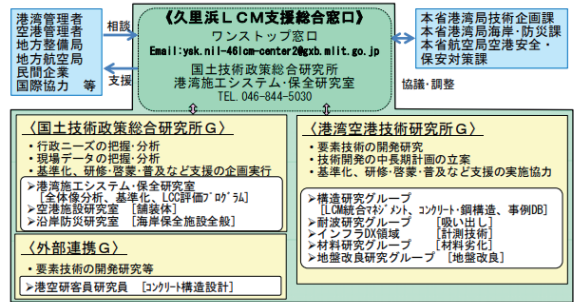 港湾管理者
空港管理者
地方整備局
地方航空局
民間企業
国際協力　等
相談
支援
《久里浜ＬＣＭ支援総合窓口》
ワンストップ窓口
Email:ysk.nil-46lcm-center2@gxb.mlit.go.jp
国土技術政策総合研究所
港湾施工システム・保全研究室
TEL. 046-844-5030
本省港湾局技術企画課
本省港湾局海岸・防災課
本省航空局空港安全・
保安対策課
協議・調整
〈国土技術政策総合研究所Ｇ〉
・行政ニーズの把握・分析
・現場データの把握・分析
・基準化、研修・啓蒙・普及など支援の企画実行
➢港湾施工システム・保全研究室
[全体像分析、基準化、LCC評価プログラム]
➢空港施設研究室　[舗装体]
➢沿岸防災研究室　[海岸保全施設全般]
〈外部連携Ｇ〉
・要素技術の開発研究等
➢港空研客員研究員　[コンクリート構造設計]
〈港湾空港技術研究所Ｇ〉
・要素技術の開発研究
・技術開発の中長期計画の立案
・基準化、研修・啓蒙・普及など支援の実施協力
➢構造研究グループ
[LCM統合マネジメント、コンクリート・鋼構造、事例DB]
➢耐波研究グループ　[吸い出し]
➢インフラDX領域　[計測技術]
➢材料研究グループ　[材料劣化]
➢地盤改良研究グループ　[地盤改良]